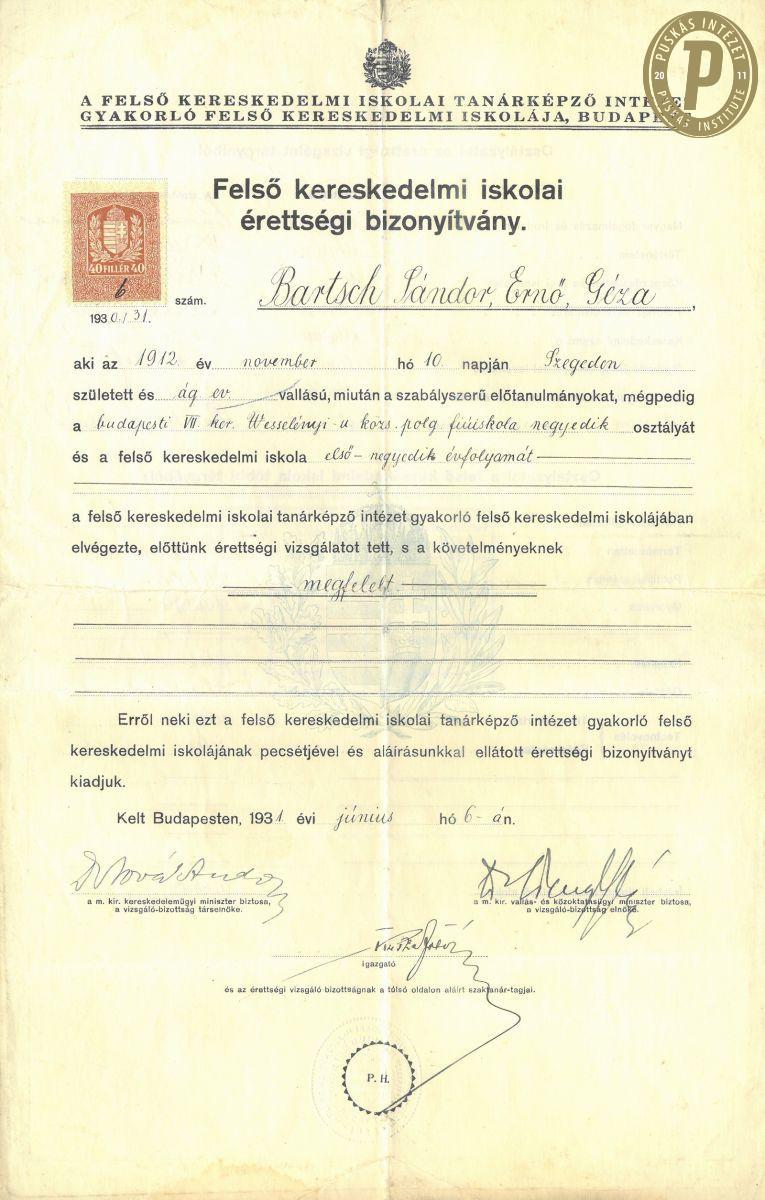 PUSKÁS INTÉZET
20 P 11
PUSKÁS INSTITUTE
A FELSŐ KERESKEDELMI ISKOLAI TANÁRKÉPZŐ INTÉZE
GYAKORLÓ FELSŐ KERESKEDELMI ISKOLÁJA, BUDAPE
Felső kereskedelmi iskolai
érettségi bizonyítvány.
40 FILLÉR 40
6 szám. Bartsch Sándor, Ernő, Géza,
1930/31.
aki az 1912 év november hó 10. napján Szegeden
született és ág ev. vallású, miután a szabályszerű előtanulmányokat, mégpedig
a budapesti VII ker. Wesselényi-u közs. polg. fiúiskola negyedik osztályát
és a felső kereskedelmi iskola első-negyedik évfolyamát
a felső kereskedelmi iskolai tanárképző intézet gyakorló felső kereskedelmi iskolájában
elvégezte, előttünk érettségi vizsgálatot tett, s a követelményeknek
megfelelt.
Erről neki ezt a felső kereskedelmi iskolai tanárképző intézet gyakorló felső
kereskedelmi iskolájának pecsétjével és aláírásunkkal ellátott érettségi bizonyítványt
kiadjuk.
Kelt Budapesten, 1931. évi június hó 6-án.
a m. kir. kereskedelemügyi miniszter biztosa,
a vizsgáló-bizottság társelnöke.
a m. kir. vallás- és közoktatásügyi miniszter biztosa,
a vizsgáló-bizottság elnöke.
igazgató
és az érettségi vizsgáló bizottságnak a túlsó oldalon aláirt szaktanár-tagjai.
P. H.